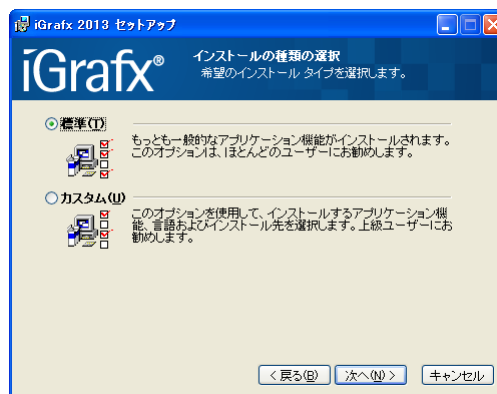 iGrafx 2013 セットアップ
iGrafx®
インストールの種類の選択
希望のインストール タイプを選択します。
標準(T)
もっとも一般的なアプリケーション機能がインストールされます。
このオプションは、ほとんどのユーザーにお勧めします。
カスタム(U)
このオプションを使用して、インストールするアプリケーション機
能、言語およびインストール先を選択します。上級ユーザーにお
勧めします。
< 戻る(B)
次へ(N) >
キャンセル